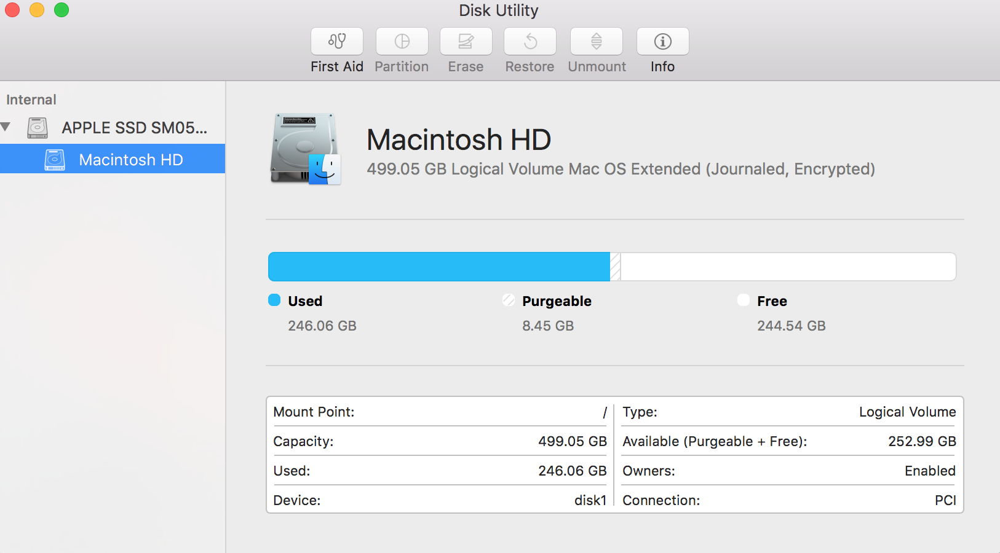 Disk Utility
First Aid
Partition
Erase
Restore
Unmount
Info
Internal
APPLE SSD SM05...
Macintosh HD
Macintosh HD
499.05 GB Logical Volume Mac OS Extended (Journaled, Encrypted)
Used
246.06 GB
Purgeable
8.45 GB
Free
244.54 GB
Mount Point: /
Capacity: 499.05 GB
Used: 246.06 GB
Device: disk1
Type: Logical Volume
Available (Purgeable + Free): 252.99 GB
Owners: Enabled
Connection: PCI